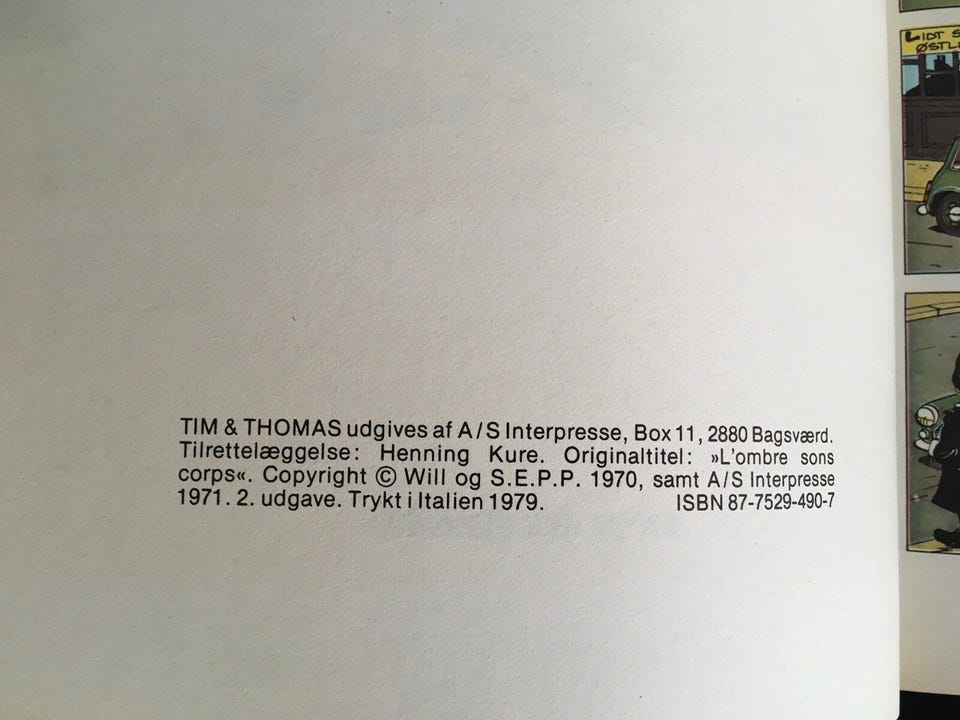 TIM & THOMAS udgives af A/S Interpresse, Box 11, 2880 Bagsværd.
Tilrettelæggelse: Henning Kure. Originaltitel: »L'ombre sons
corps«. Copyright © Will og S.E.P.P. 1970, samt A/S Interpresse
1971. 2. udgave. Trykt i Italien 1979. ISBN 87-7529-490-7
LIDT